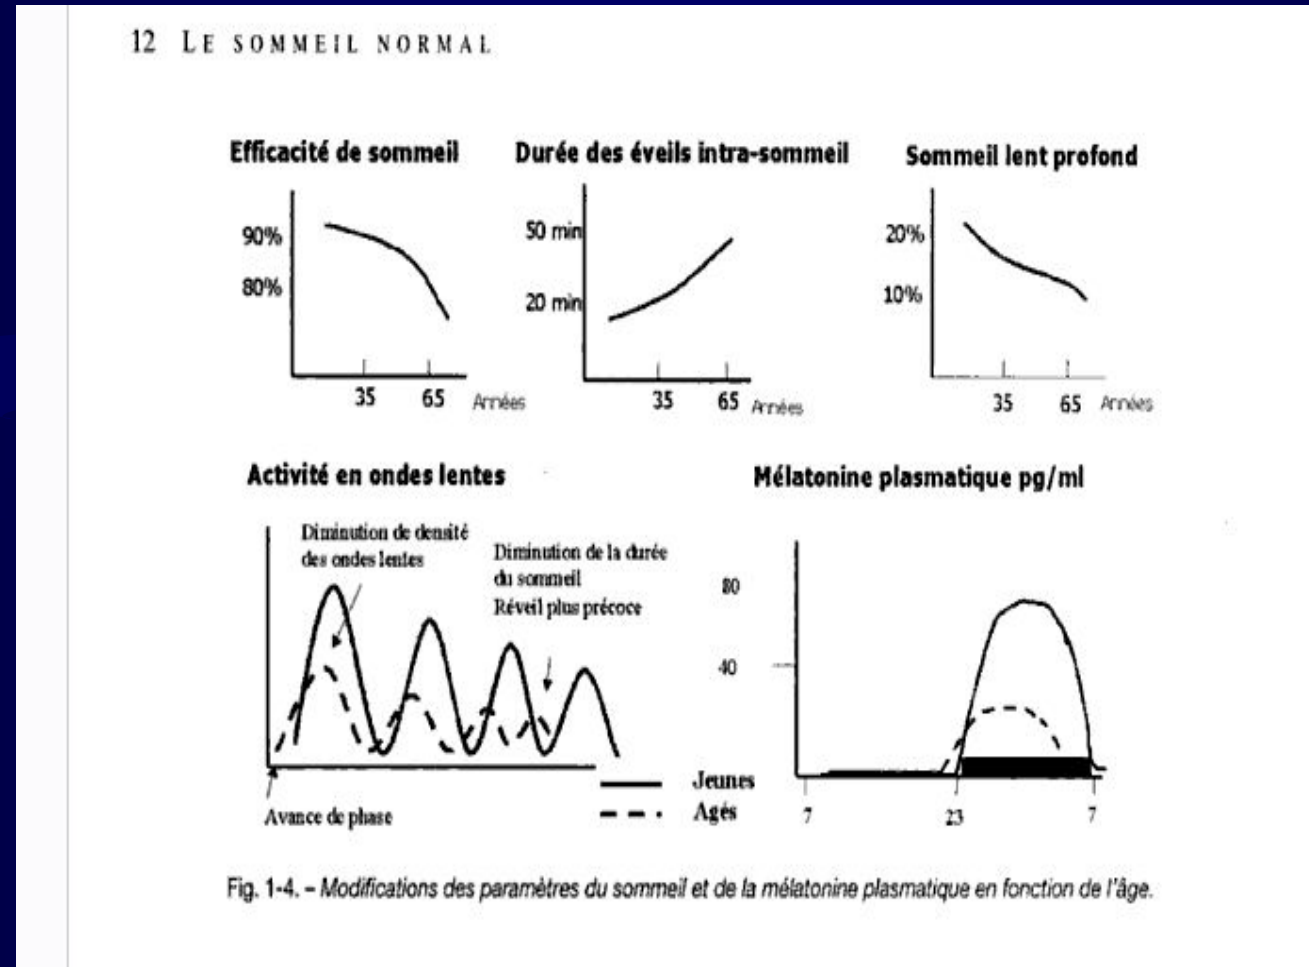 12 LE SOMMEIL NORMAL
Efficacité de sommeil
90%
80%
35 65 Années
Durée des éveils intra-sommeil
50 min
20 min
35 65 Années
Sommeil lent profond
20%
10%
35 65 Années
Activité en ondes lentes
Diminution de densité
des ondes lentes
Diminution de la durée
du sommeil
Réveil plus précoce
Avance de phase
Jeunes
Agés
Mélatonine plasmatique pg/ml
80
40
7 23 7
Fig. 1-4. – Modifications des paramètres du sommeil et de la mélatonine plasmatique en fonction de l'âge.